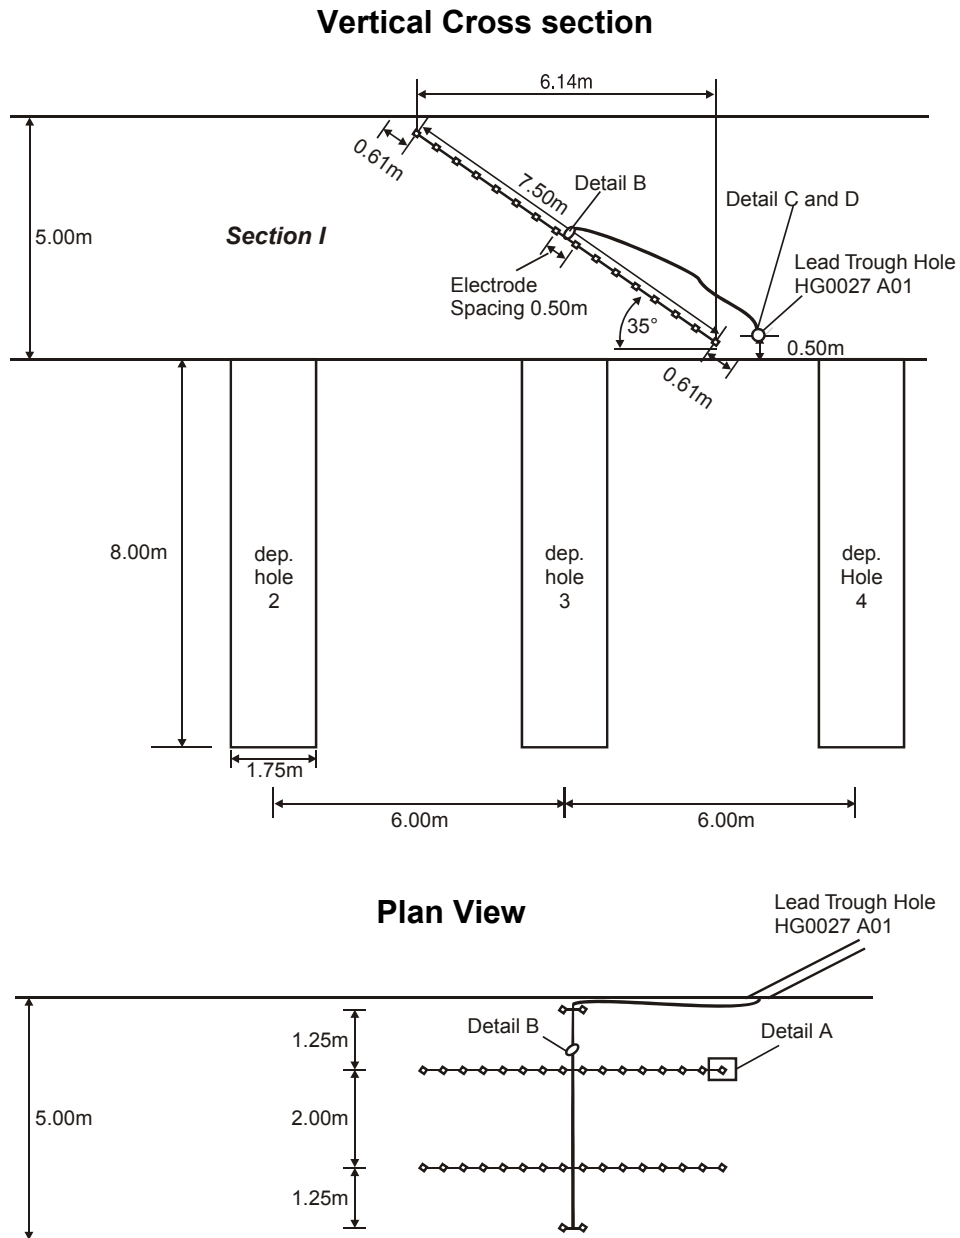 Vertical Cross section
6.14m
0.61m
7.50m
Detail B
Detail C and D
5.00m
Section I
Lead Trough Hole
HG0027 A01
Electrode
Spacing 0.50m
35°
0.50m
0.61m
8.00m
dep.
hole
2
dep.
hole
3
dep.
Hole
4
1.75m
6.00m
6.00m
Plan View
Lead Trough Hole
HG0027 A01
1.25m
Detail B
Detail A
5.00m
2.00m
1.25m